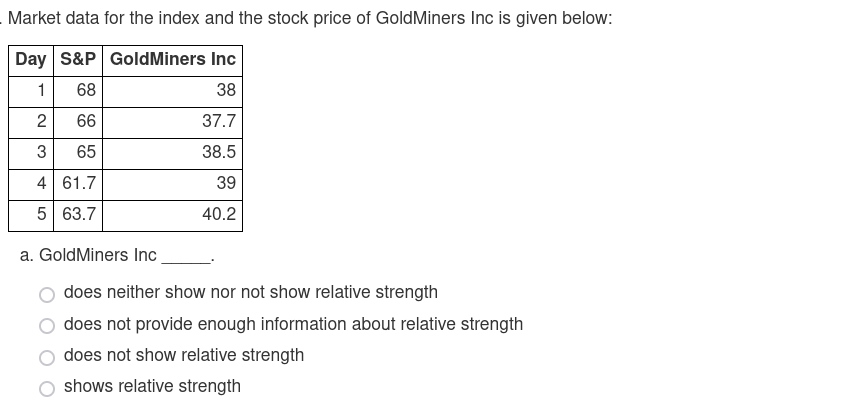 . Market data for the index and the stock price of GoldMiners Inc is given below:
Day S&P GoldMiners Inc
1 68 38
2 66 37.7
3 65 38.5
4 61.7 39
5 63.7 40.2
a. GoldMiners Inc _____.
does neither show nor not show relative strength
does not provide enough information about relative strength
does not show relative strength
shows relative strength